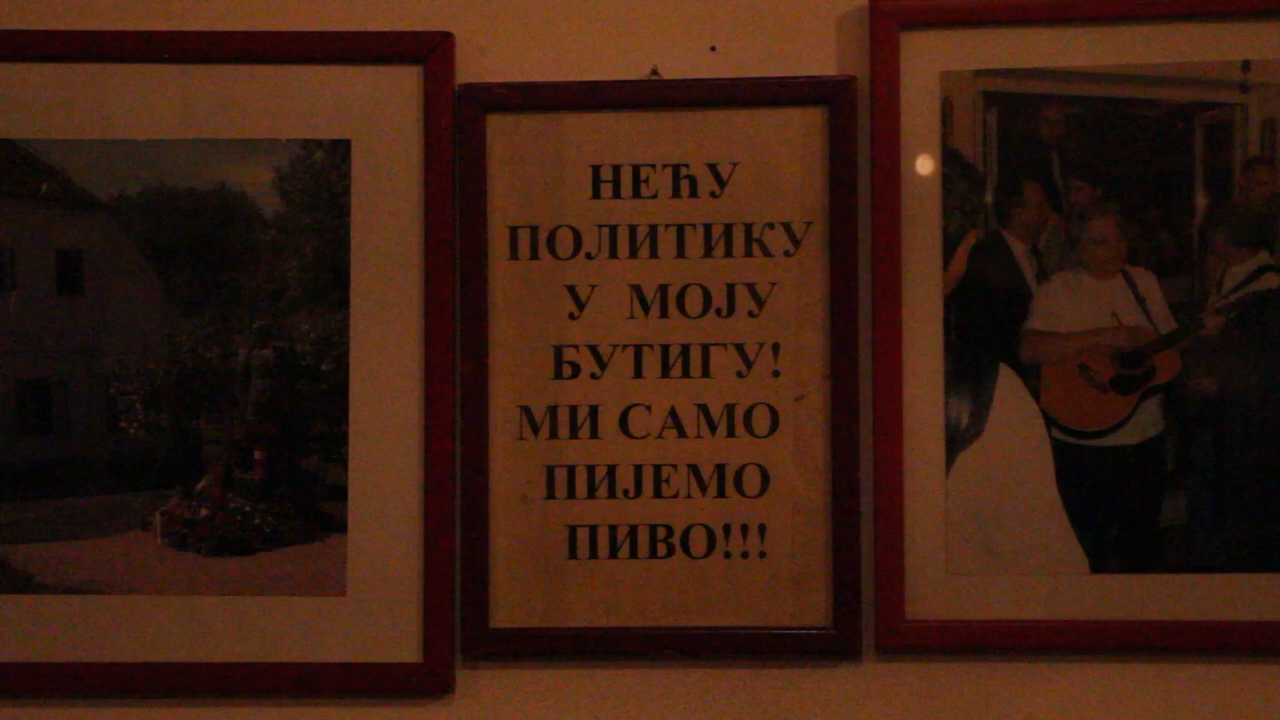 НЕЋУ
ПОЛИТИКУ
У МОЈУ
БУТИГУ!
МИ САМО
ПИЈЕМО
ПИВО!!!